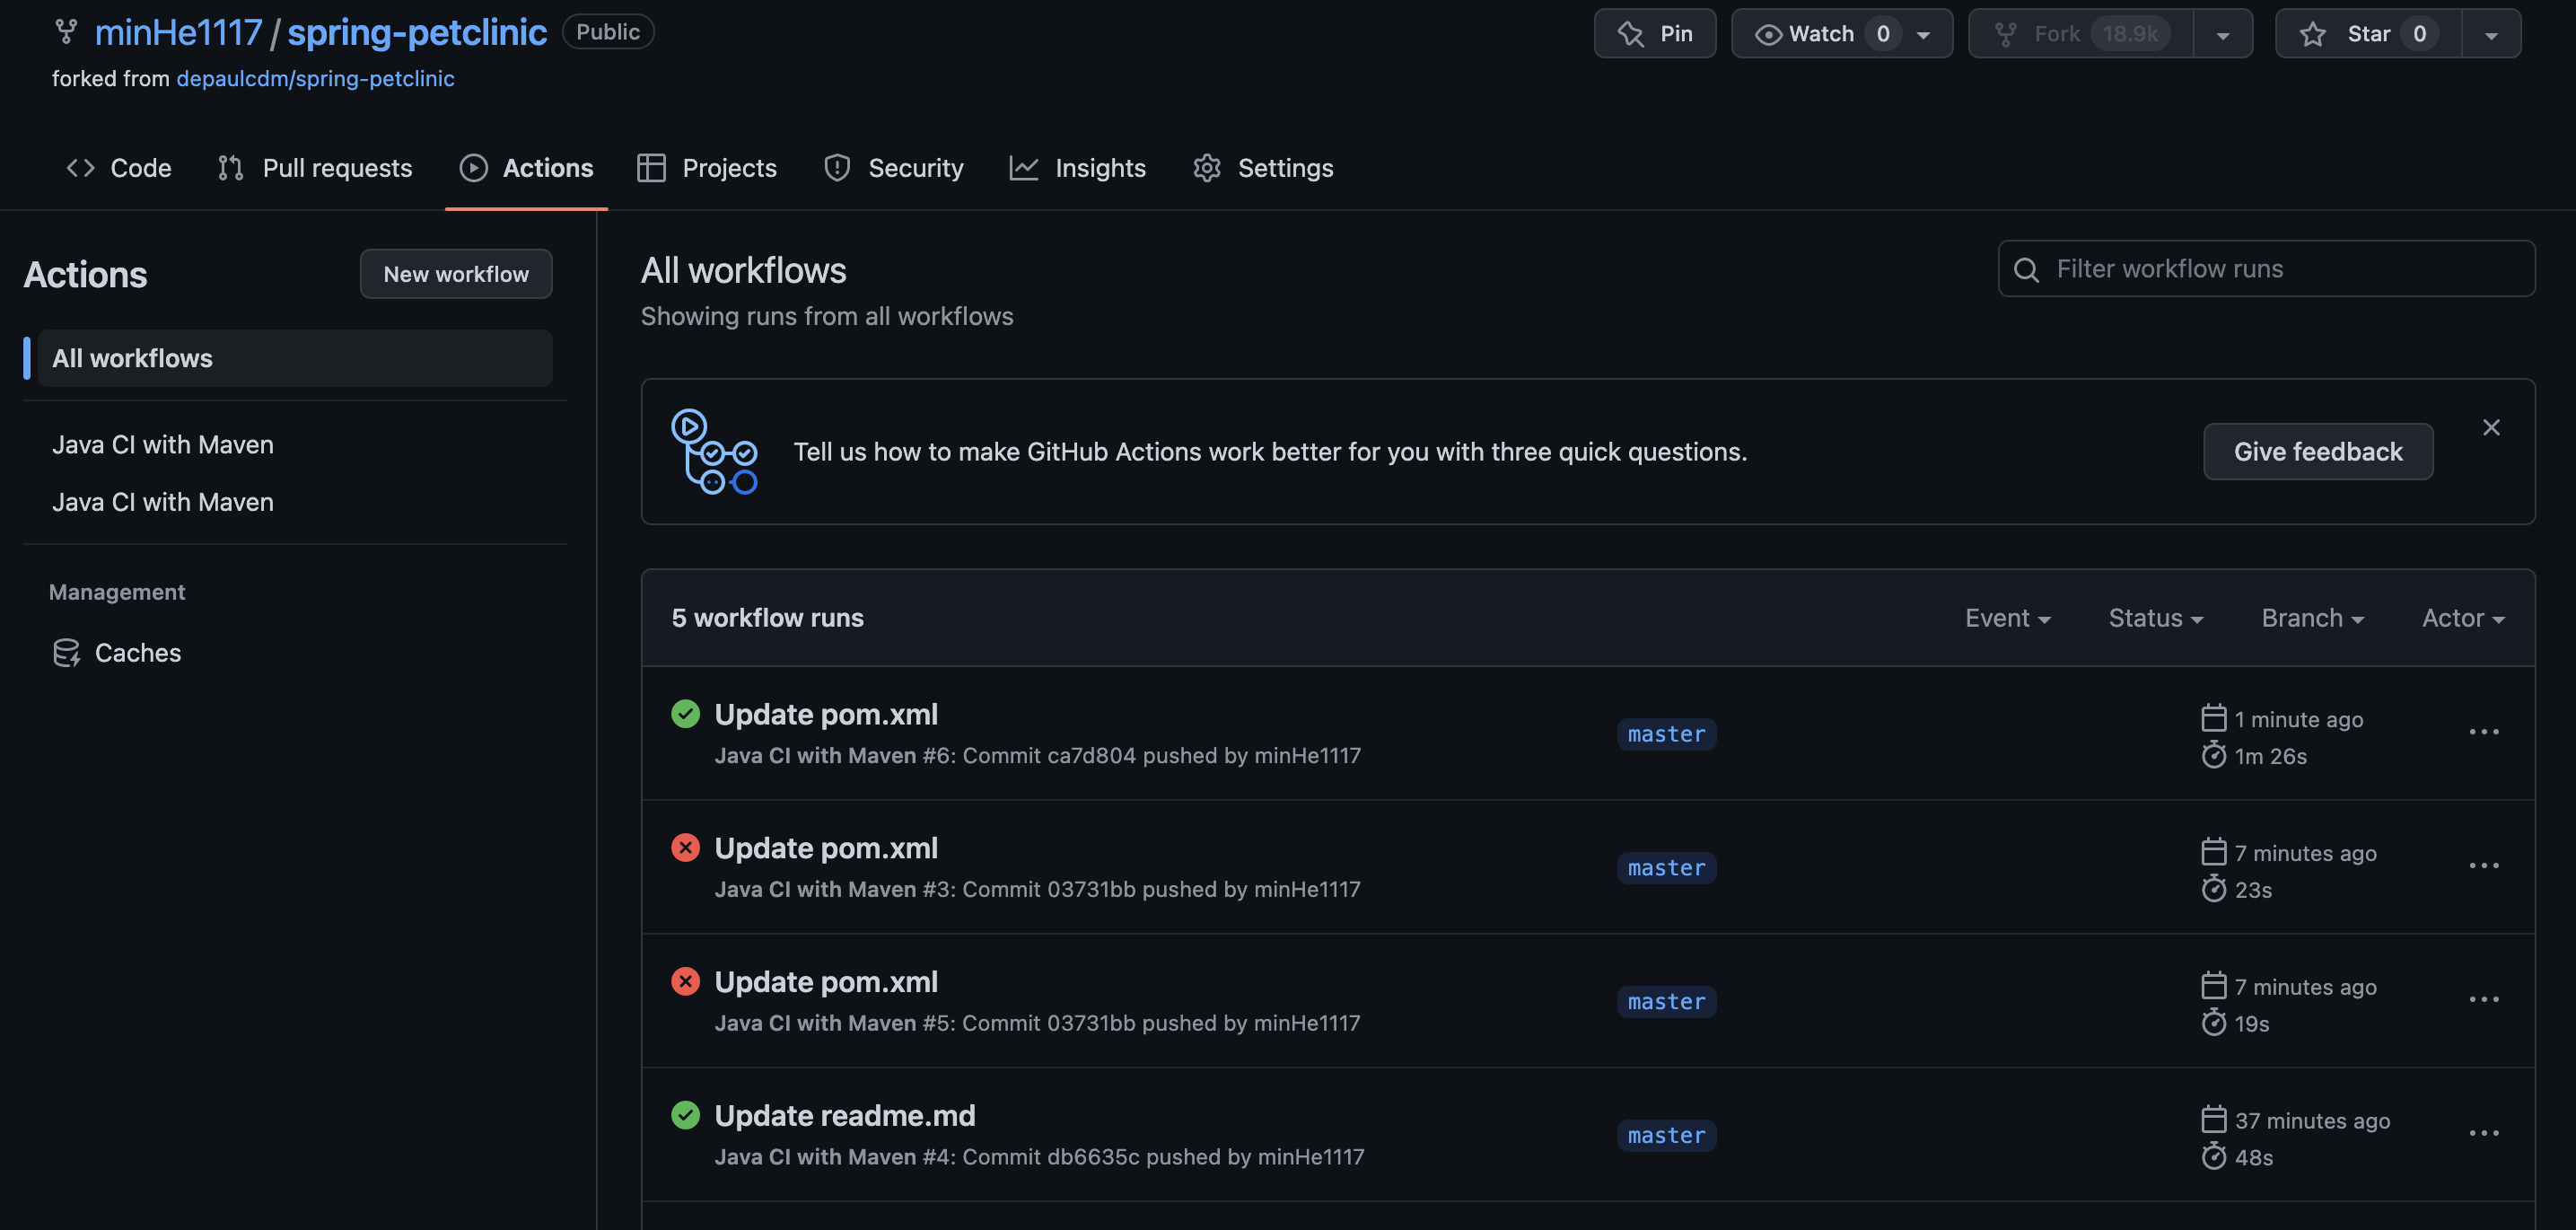 minHe1117 / spring-petclinic Public
Pin
Watch 0
Fork 18.9k
Star 0
forked from depaulcdm/spring-petclinic
Code
Pull requests
Actions
Projects
Security
Insights
Settings
Actions
New workflow
All workflows
Java CI with Maven
Java CI with Maven
Management
Caches
All workflows
Showing runs from all workflows
Filter workflow runs
Tell us how to make GitHub Actions work better for you with three quick questions.
Give feedback
5 workflow runs
Event
Status
Branch
Actor
Update pom.xml
Java CI with Maven #6: Commit ca7d804 pushed by minHe1117
master
1 minute ago
1m 26s
Update pom.xml
Java CI with Maven #3: Commit 03731bb pushed by minHe1117
master
7 minutes ago
23s
Update pom.xml
Java CI with Maven #5: Commit 03731bb pushed by minHe1117
master
7 minutes ago
19s
Update readme.md
Java CI with Maven #4: Commit db6635c pushed by minHe1117
master
37 minutes ago
48s